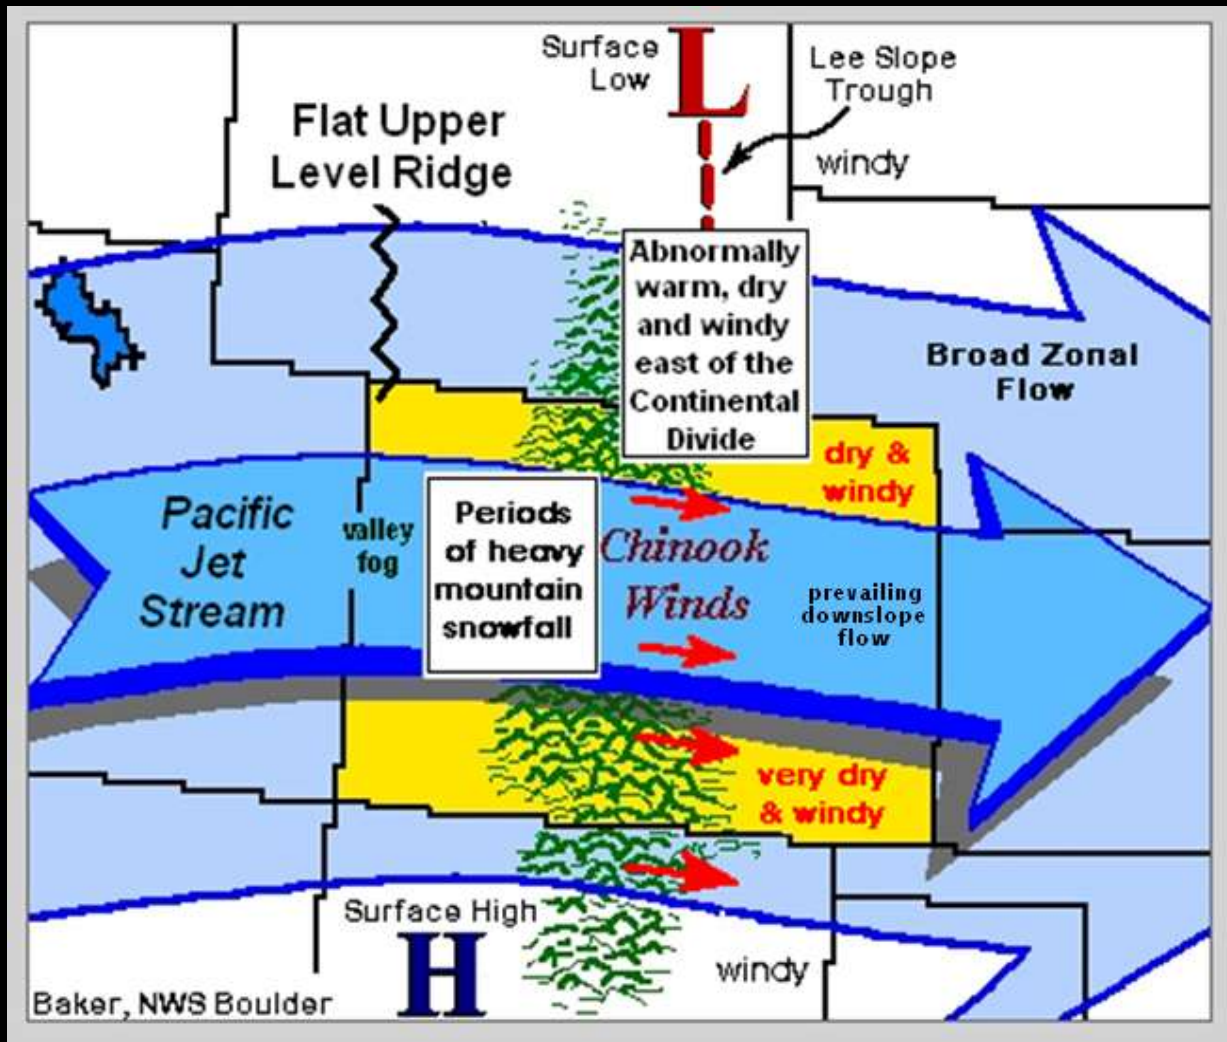 Surface
Low
L
Lee Slope
Trough
windy
Flat Upper
Level Ridge
Abnormally
warm, dry
and windy
east of the
Continental
Divide
Broad Zonal
Flow
dry &
windy
Pacific
Jet
Stream
valley
fog
Periods
of heavy
mountain
snowfall
Chinook
Winds
prevailing
downslope
flow
very dry
& windy
Surface High
H
windy
Baker, NWS Boulder